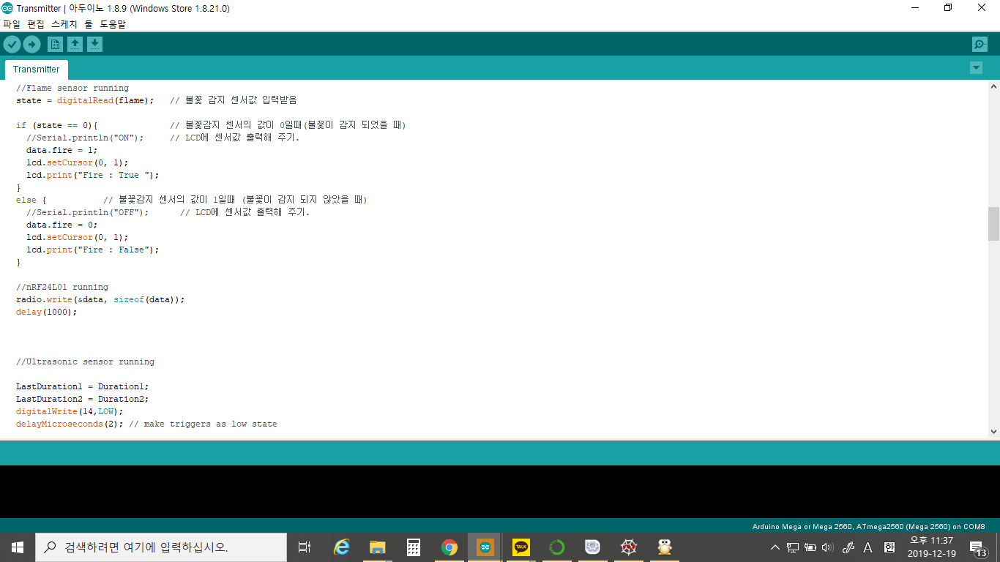 Transmitter | 아두이노 1.8.9 (Windows Store 1.8.21.0)
파일 편집 스케치 툴 도움말
Transmitter
//Flame sensor running
state = digitalRead(flame);   // 불꽃 감지 센서값 입력받음
if (state == 0){              // 불꽃감지 센서의 값이 0일때(불꽃이 감지 되었을 때)
  //Serial.println("ON");     // LCD에 센서값 출력해 주기.
  data.fire = 1;
  lcd.setCursor(0, 1);
  lcd.print("Fire : True ");
}
else {           // 불꽃감지 센서의 값이 1일때 (불꽃이 감지 되지 않았을 때)
  //Serial.println("OFF");      // LCD에 센서값 출력해 주기.
  data.fire = 0;
  lcd.setCursor(0, 1);
  lcd.print("Fire : False");
}
//nRF24L01 running
radio.write(&data, sizeof(data));
delay(1000);
//Ultrasonic sensor running
LastDuration1 = Duration1;
LastDuration2 = Duration2;
digitalWrite(14,LOW);
delayMicroseconds(2); // make triggers as low state
Arduino Mega or Mega 2560, ATmega2560 (Mega 2560) on COM8
검색하려면 여기에 입력하십시오.
TALK
A
한
오후 11:37
2019-12-19
13